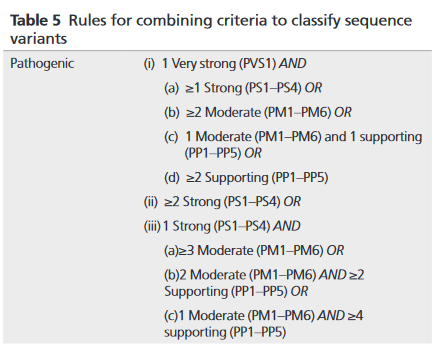 Table 5 Rules for combining criteria to classify sequence
variants
Pathogenic (i) 1 Very strong (PVS1) AND
(a) ≥1 Strong (PS1–PS4) OR
(b) ≥2 Moderate (PM1–PM6) OR
(c) 1 Moderate (PM1–PM6) and 1 supporting
(PP1–PP5) OR
(d) ≥2 Supporting (PP1–PP5)
(ii) ≥2 Strong (PS1–PS4) OR
(iii) 1 Strong (PS1–PS4) AND
(a)≥3 Moderate (PM1–PM6) OR
(b)2 Moderate (PM1–PM6) AND ≥2
Supporting (PP1–PP5) OR
(c)1 Moderate (PM1–PM6) AND ≥4
supporting (PP1–PP5)